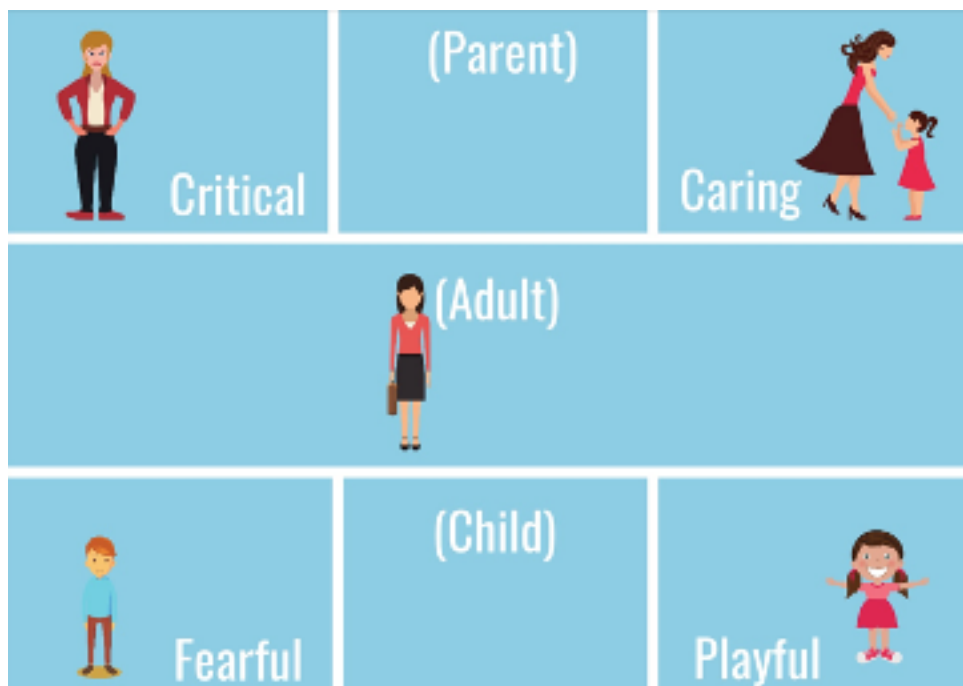 (Parent)
Critical
Caring
(Adult)
(Child)
Fearful
Playful